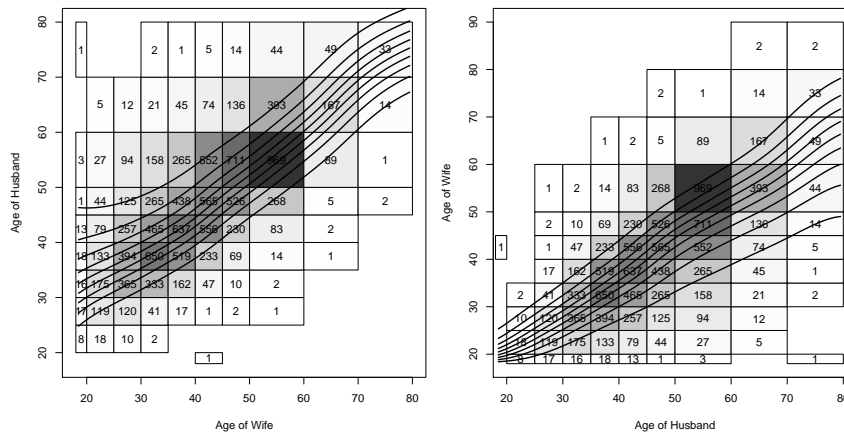 80
1 2 1 5 14 44 49 33
70
5 12 21 45 74 136 393 167 14
60
3 27 94 158 265 552 711 969 89 1
50
1 44 125 265 438 565 526 268 5 2
13 79 257 465 637 556 230 83 2
40
18 133 394 650 519 233 69 14 1
16 175 365 333 162 47 10 2
30
17 119 120 41 17 1 2 1
8 18 10 2
20
1
20 30 40 50 60 70 80
Age of Wife
Age of Husband
90
2 2
80
2 1 14 33
70
1 2 5 89 167 49
60
1 2 14 83 268 969 393 44
50
2 10 69 230 526 711 136 14
1 1 47 233 556 565 552 74 5
40
17 162 519 637 438 265 45 1
2 41 333 650 465 265 158 21 2
30
10 120 365 394 257 125 94 12
18 119 175 133 79 44 27 5
20
8 17 16 18 13 1 3 1
20 30 40 50 60 70 80
Age of Husband
Age of Wife